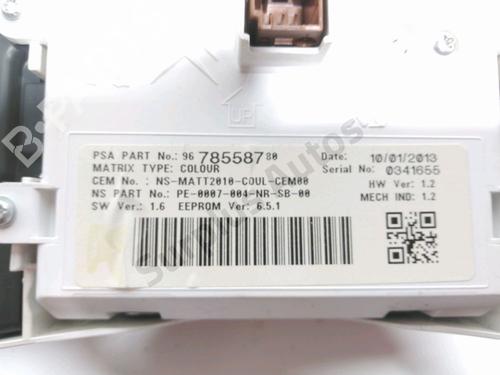 UP
PSA PART No.: 96 785587 80
Date: 10/01/2013
MATRIX TYPE: COLOUR
Serial No: 0341655
CEM No.: NS-MATT2010-COUL-CEM00
HW Ver: 1.2
NS PART No.: PE-0007-004-NR-SB-00
MECH IND: 1.2
SW Ver.: 1.6 EEPROM Ver: 6.5.1